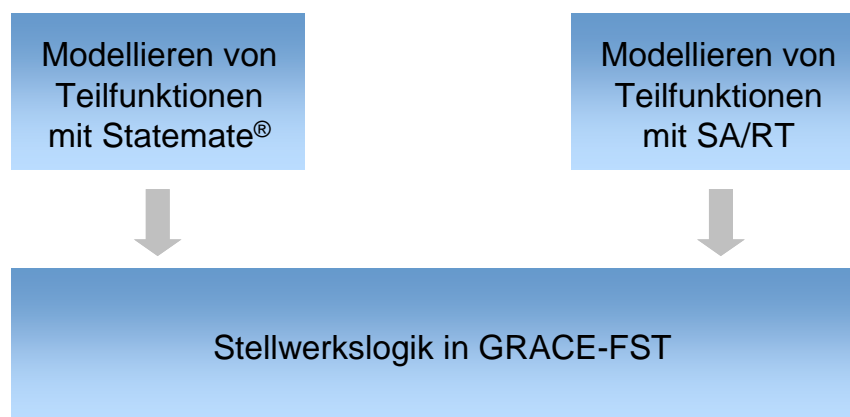 Modellieren von
Teilfunktionen
mit Statemate®
Modellieren von
Teilfunktionen
mit SA/RT
Stellwerkslogik in GRACE-FST